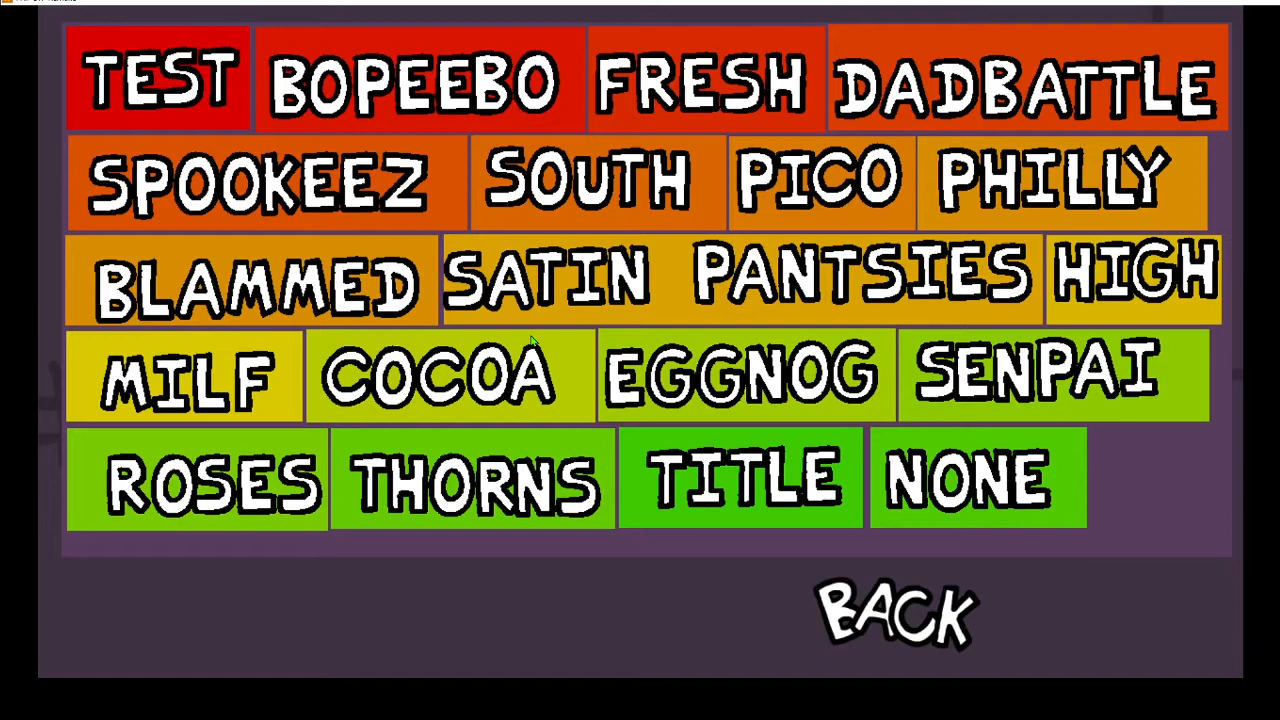 TEST BOPEEBO FRESH DADBATTLE
SPOOKEEZ SOUTH PICO PHILLY
BLAMMED SATIN PANTSIES HIGH
MILF COCOA EGGNOG SENPAI
ROSES THORNS TITLE NONE
BACK